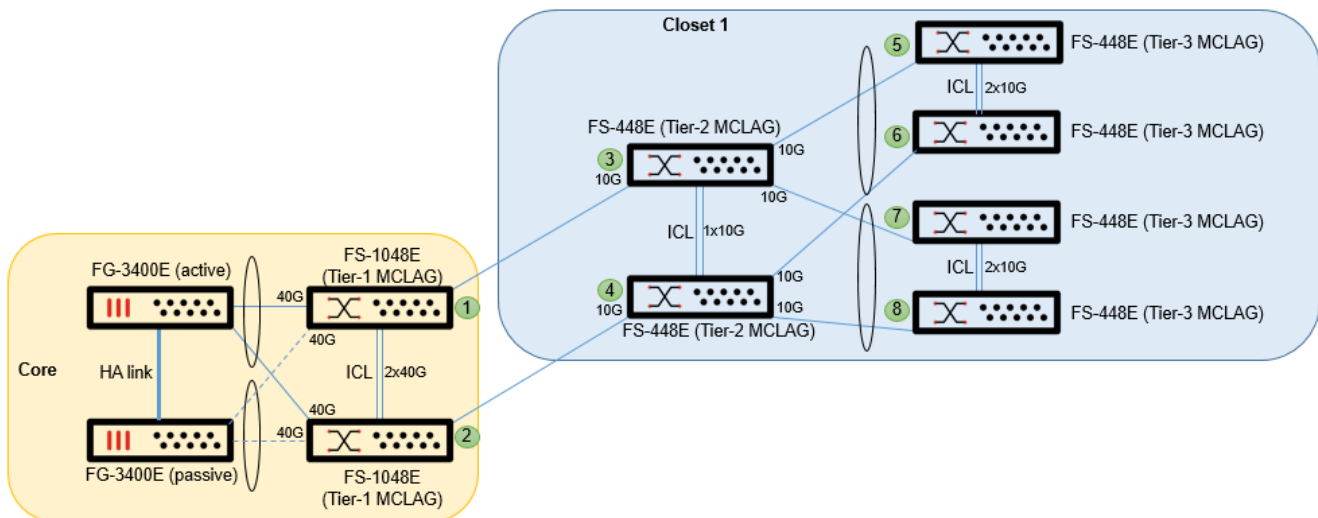 Closet 1
5
FS-448E (Tier-3 MCLAG)
ICL
2x10G
FS-448E (Tier-2 MCLAG)
6
FS-448E (Tier-3 MCLAG)
3
10G
10G
10G
7
FS-448E (Tier-3 MCLAG)
ICL
1x10G
ICL
2x10G
FG-3400E (active)
FS-1048E
(Tier-1 MCLAG)
10G
4
10G
10G
8
FS-448E (Tier-3 MCLAG)
FS-448E (Tier-2 MCLAG)
40G
1
40G
Core
HA link
ICL
2x40G
40G
40G
2
FG-3400E (passive)
FS-1048E
(Tier-1 MCLAG)